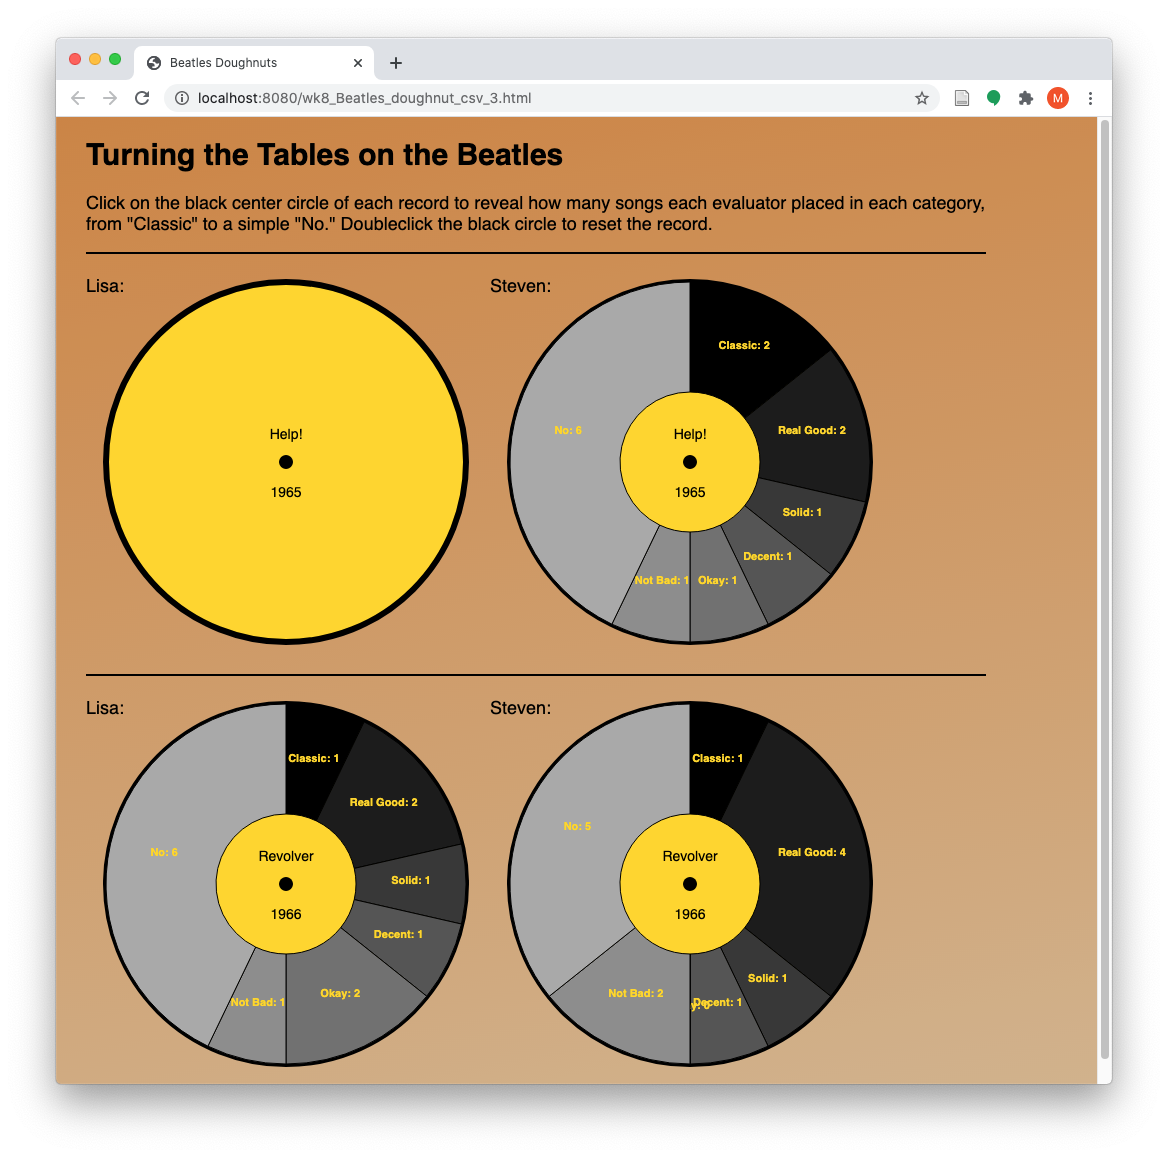 Beatles Doughnuts
localhost:8080/wk8_Beatles_doughnut_csv_3.html
M
Turning the Tables on the Beatles
Click on the black center circle of each record to reveal how many songs each evaluator placed in each category,
from "Classic" to a simple "No." Doubleclick the black circle to reset the record.
Lisa:
Help!
1965
Steven:
Classic: 2
Real Good: 2
Solid: 1
Decent: 1
Okay: 1
Not Bad: 1
No: 6
Help!
1965
Lisa:
Classic: 1
Real Good: 2
Solid: 1
Decent: 1
Okay: 2
Not Bad: 1
No: 6
Revolver
1966
Steven:
Classic: 1
Real Good: 4
Solid: 1
Decent: 1
Not Bad: 2
No: 5
Revolver
1966